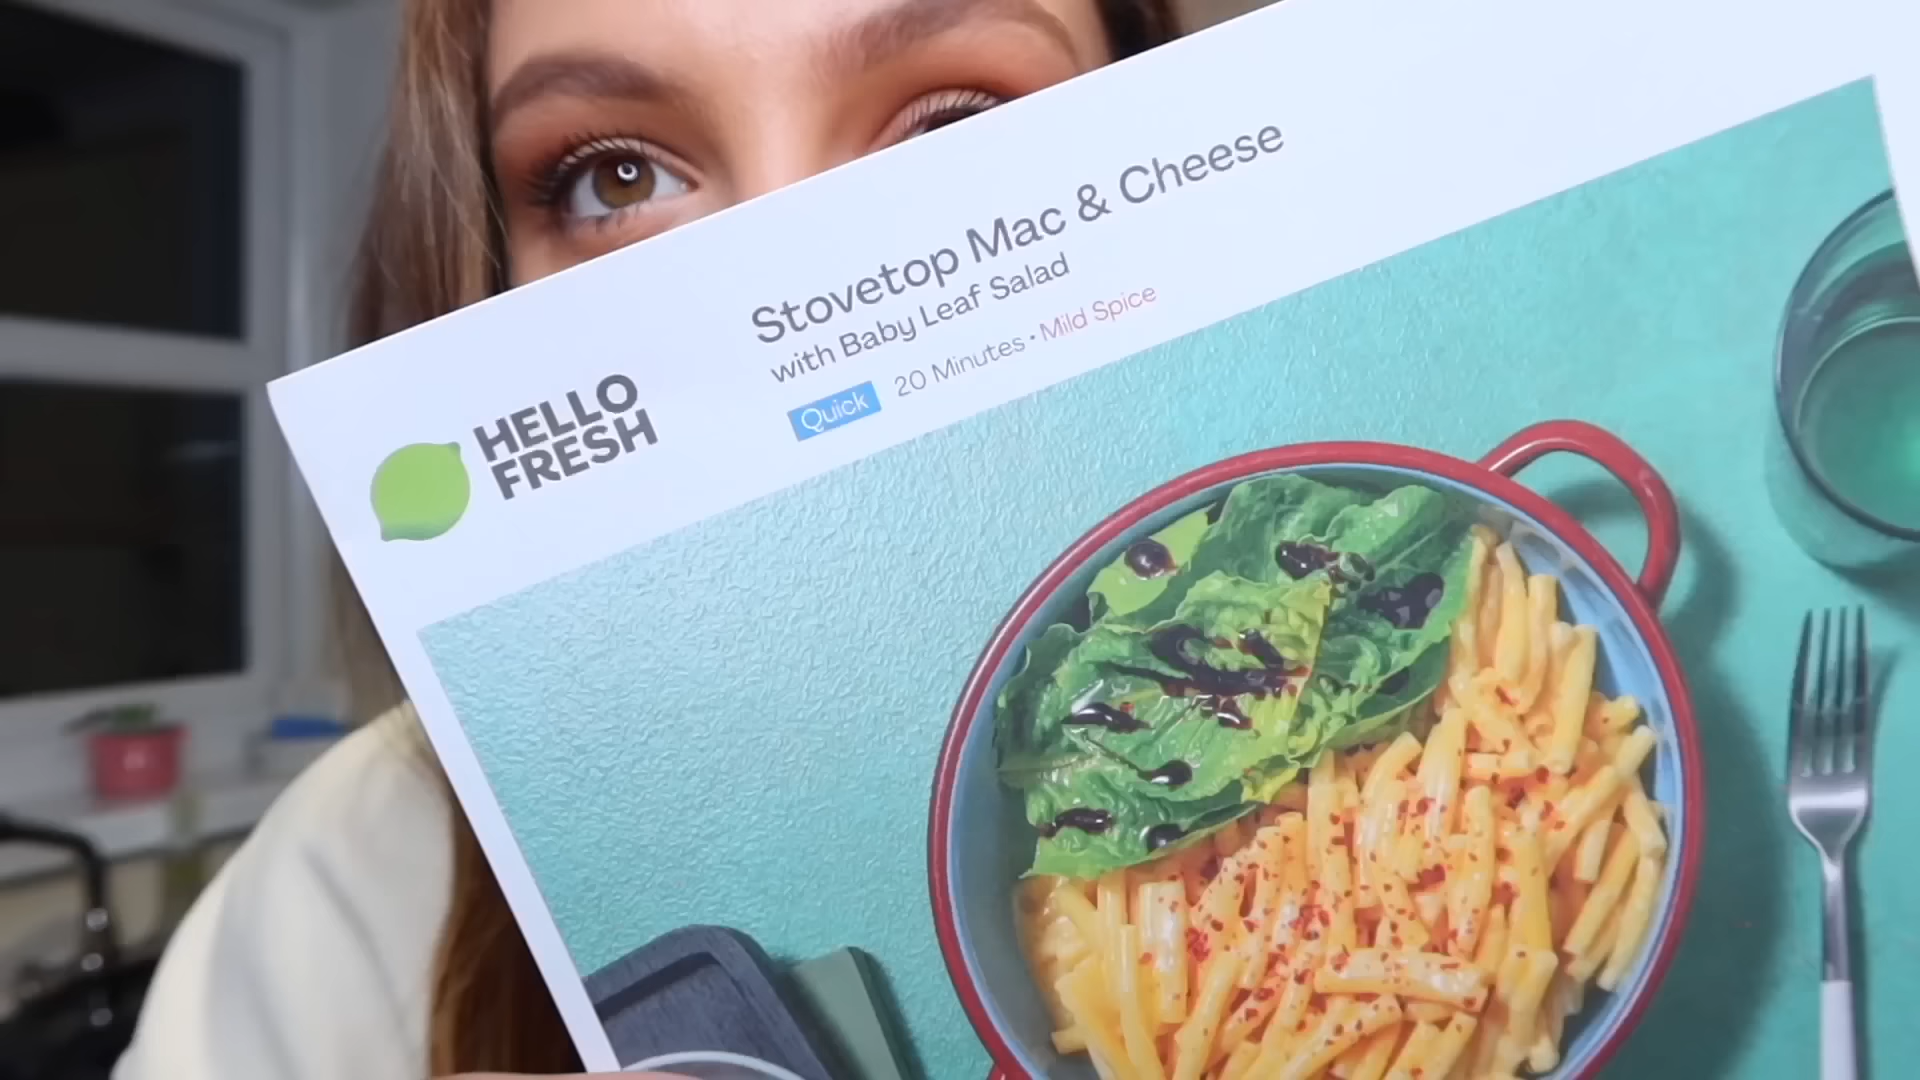 HELLO
FRESH
Stovetop Mac & Cheese
with Baby Leaf Salad
Quick 20 Minutes · Mild Spice